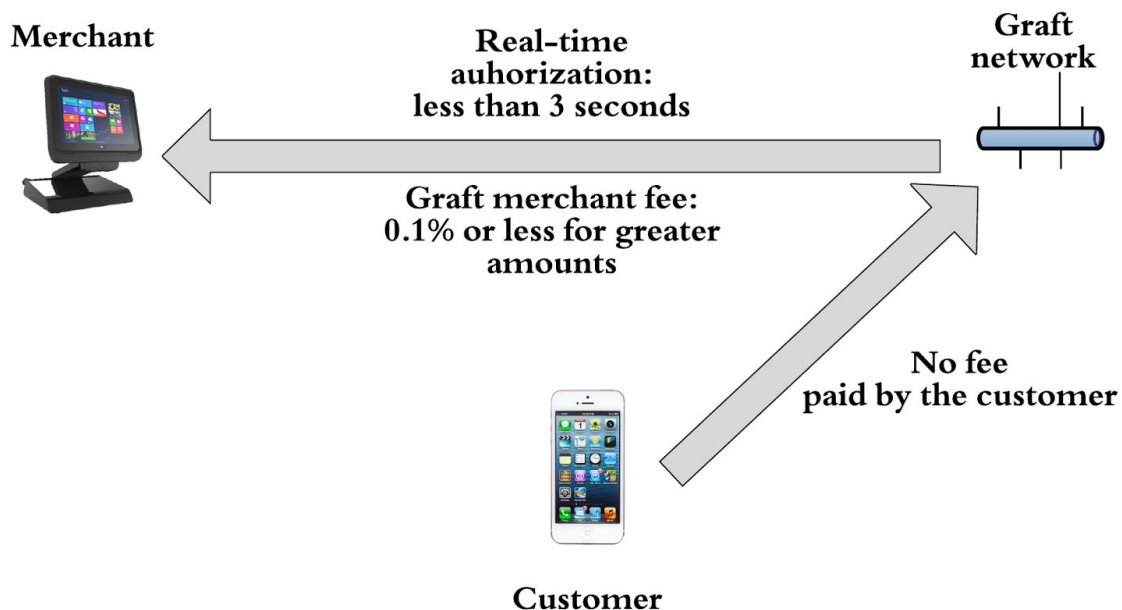 Merchant
Real-time
auhorization:
less than 3 seconds
Graft
network
Graft merchant fee:
0.1% or less for greater
amounts
No fee
paid by the customer
Customer